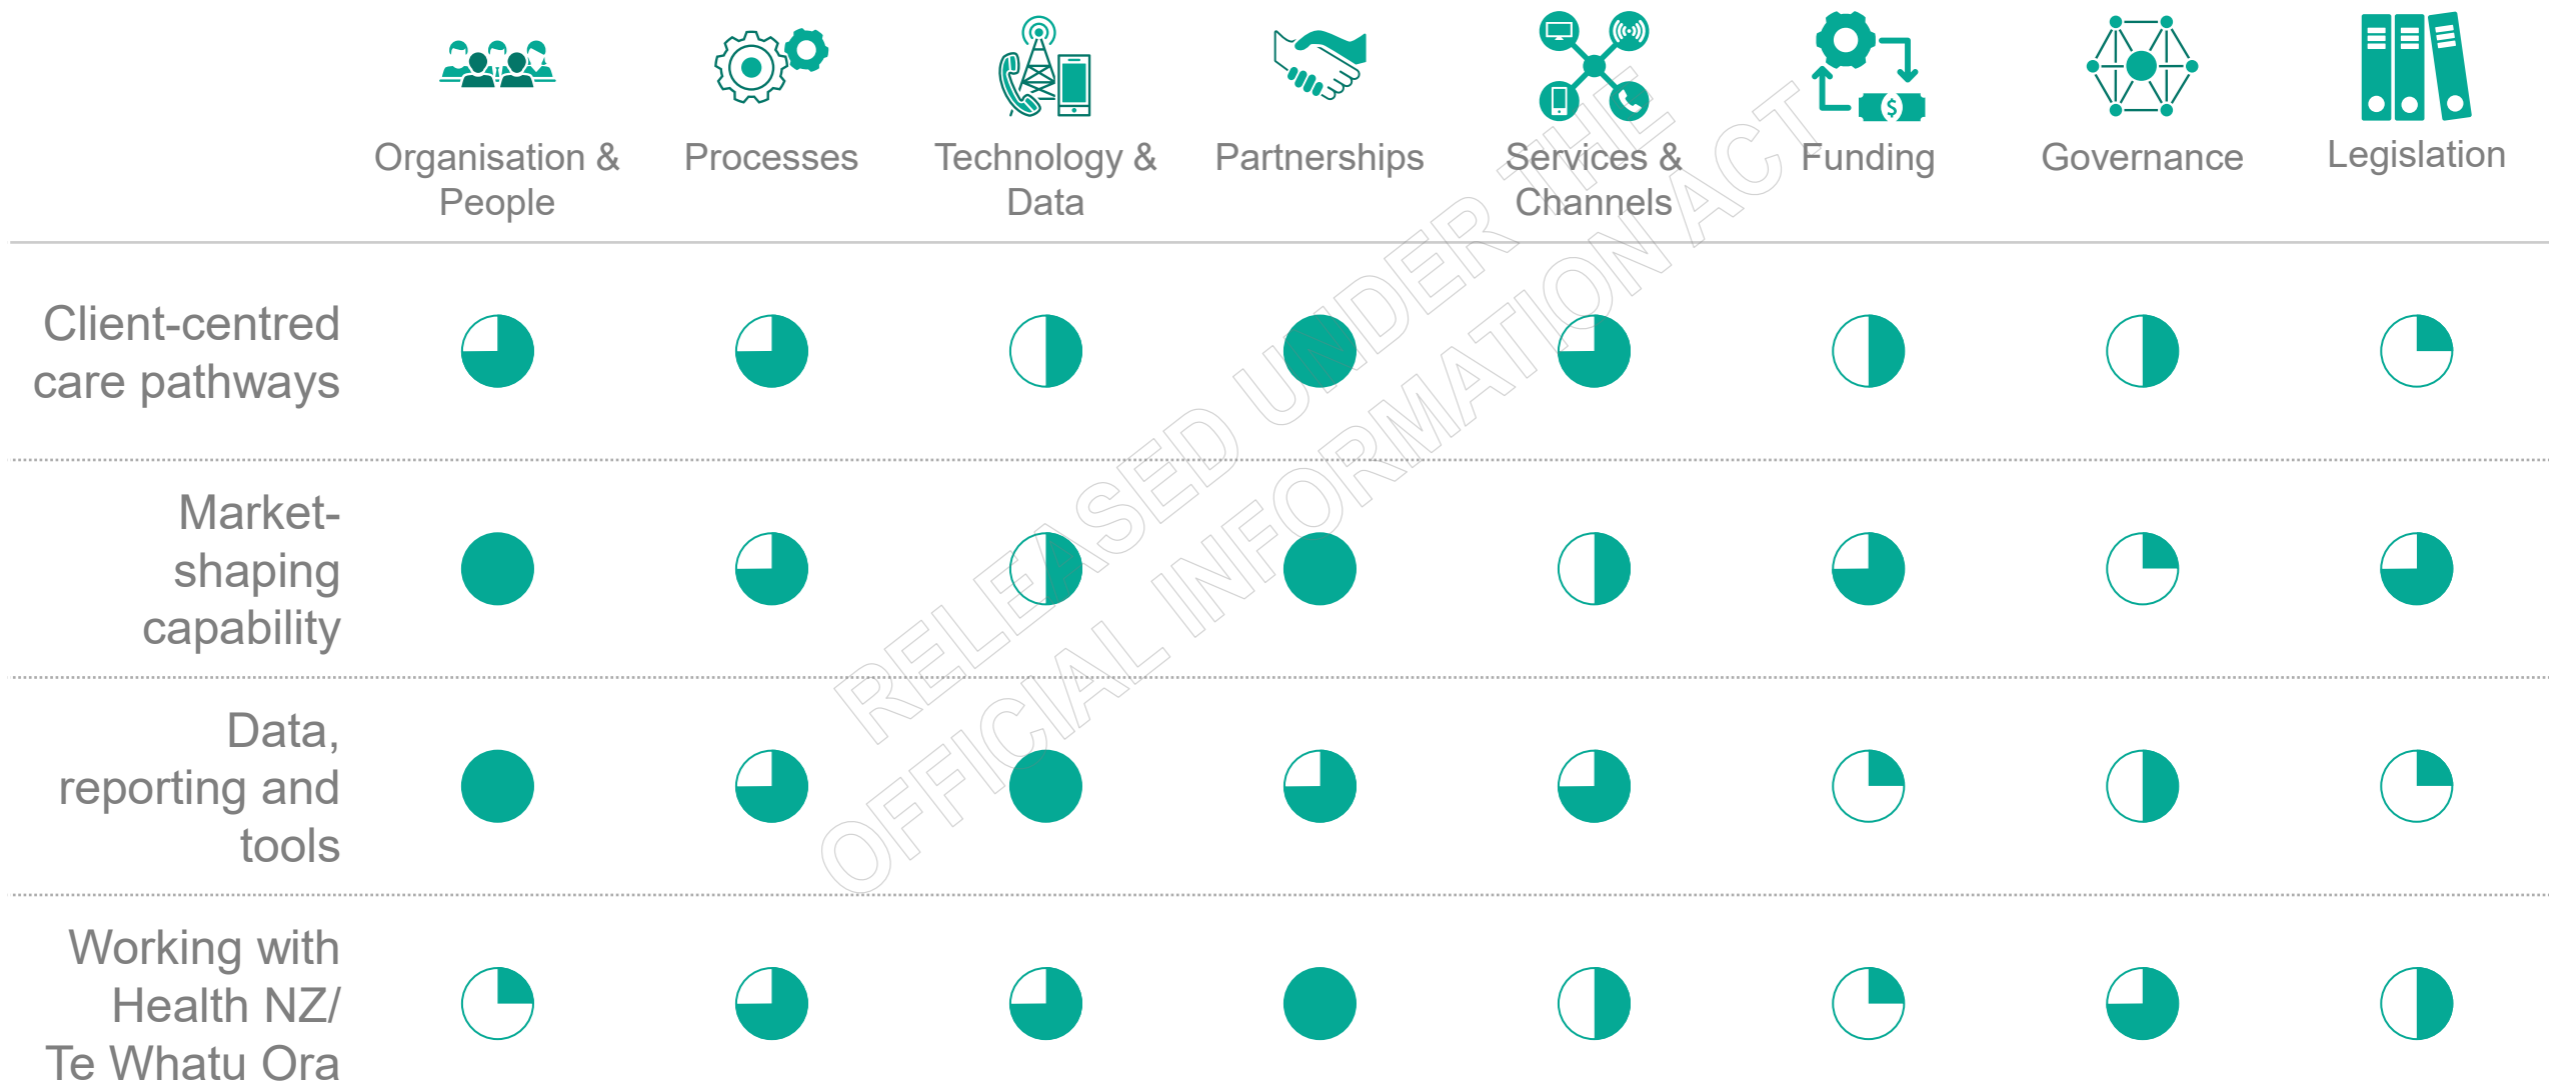 Organisation &
People
Processes
Technology &
Data
Partnerships
Services &
Channels
Funding
$
Governance
Legislation
Client-centred
care pathways
Market-
shaping
capability
Data,
reporting and
tools
Working with
Health NZ/
Te Whatu Ora
RELEASED UNDER THE
OFFICIAL INFORMATION ACT